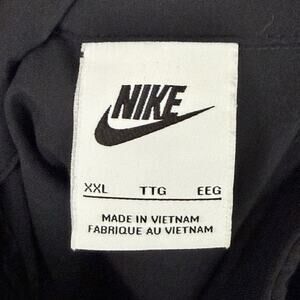 NIKE
XXL TTG EEG
MADE IN VIETNAM
FABRIQUE AU VIETNAM